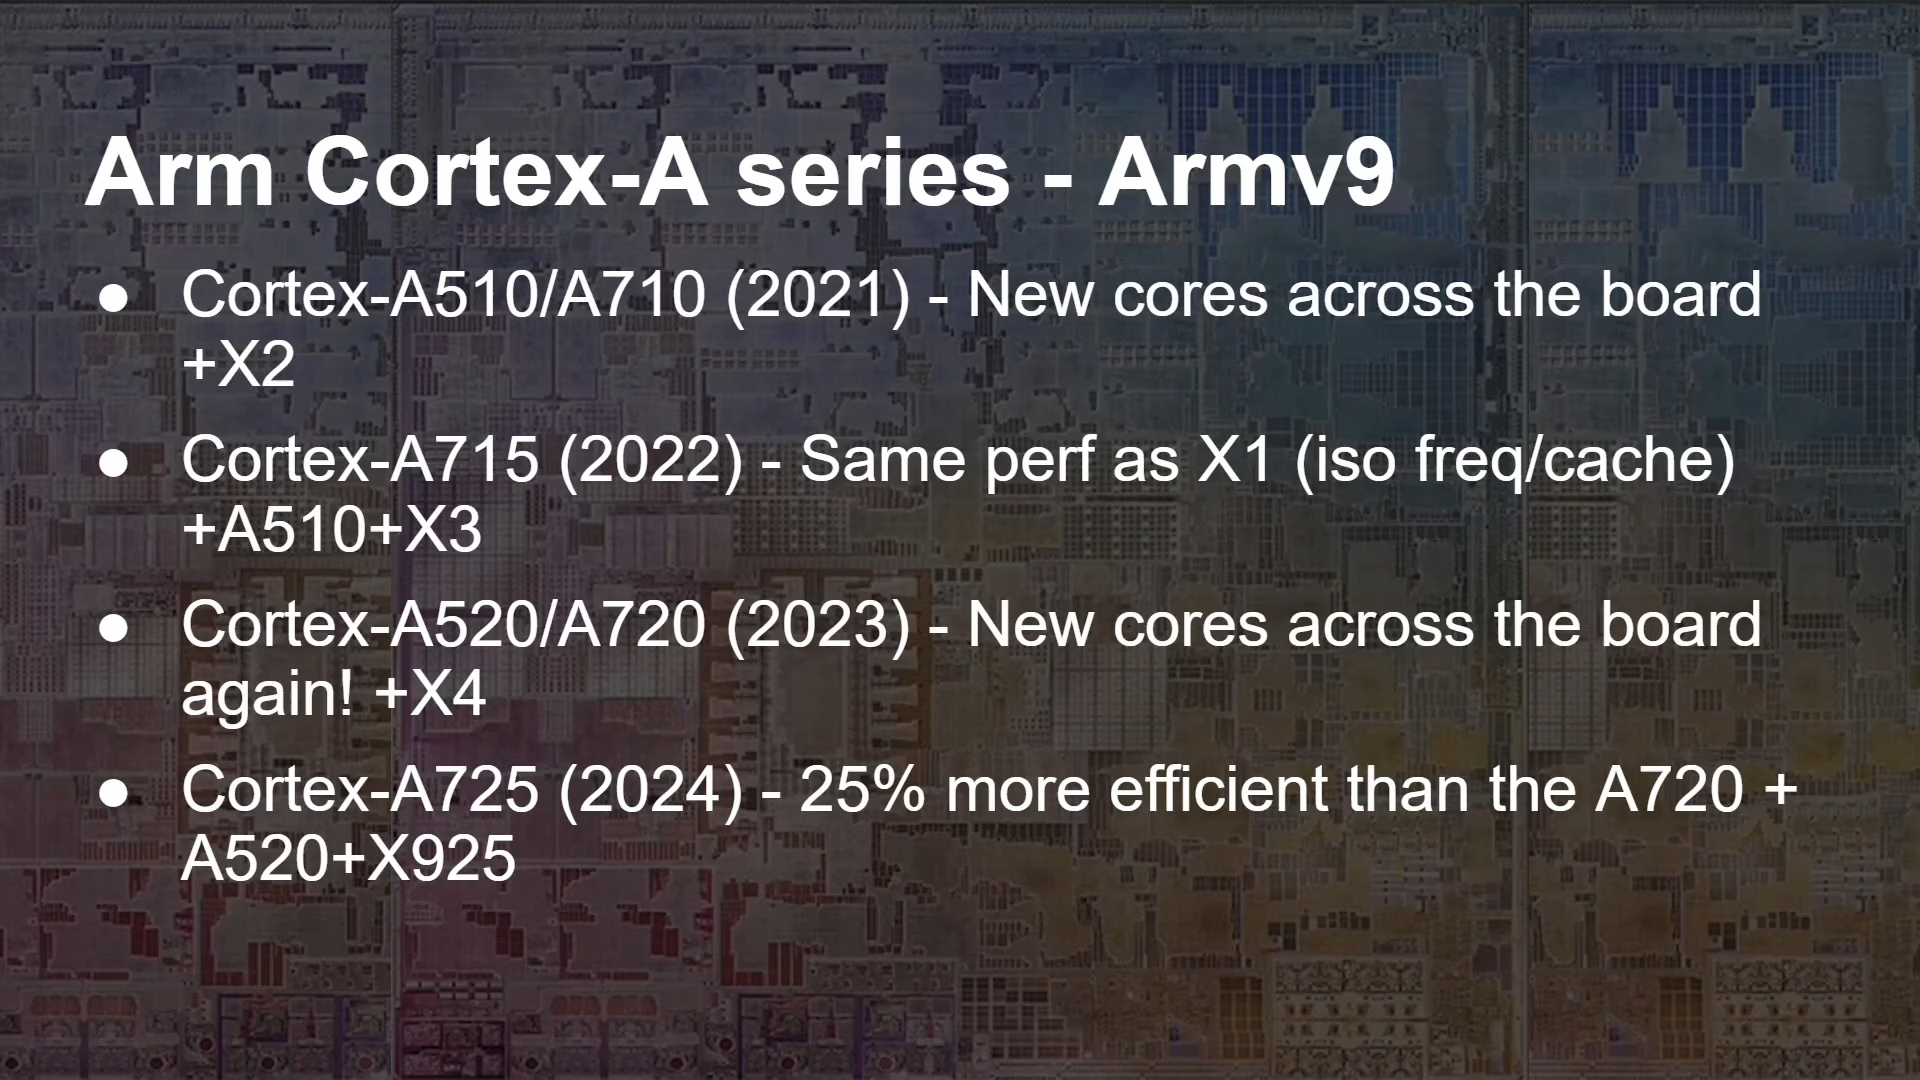 Arm Cortex-A series - Armv9
● Cortex-A510/A710 (2021) - New cores across the board
+X2
● Cortex-A715 (2022) - Same perf as X1 (iso freq/cache)
+A510+X3
● Cortex-A520/A720 (2023) - New cores across the board
again! +X4
● Cortex-A725 (2024) - 25% more efficient than the A720 +
A520+X925